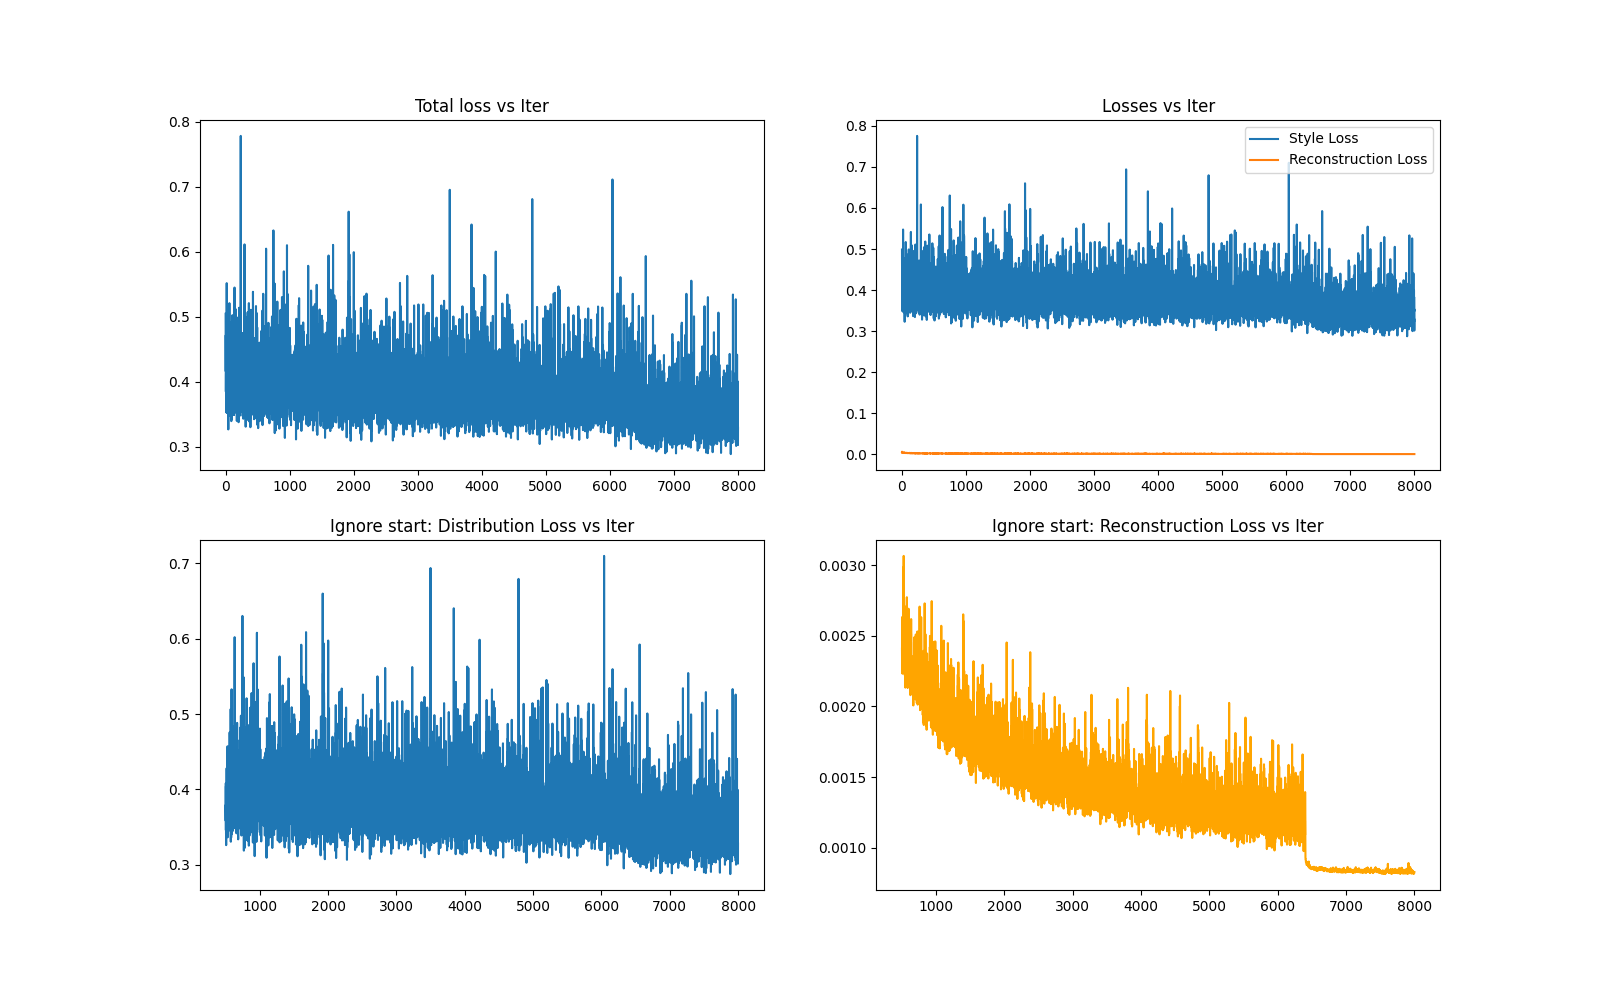 Total loss vs Iter
0.8
0.7
0.6
0.5
0.4
0.3
0 1000 2000 3000 4000 5000 6000 7000 8000
Losses vs Iter
Style Loss
Reconstruction Loss
0.8
0.7
0.6
0.5
0.4
0.3
0.2
0.1
0.0
0 1000 2000 3000 4000 5000 6000 7000 8000
Ignore start: Distribution Loss vs Iter
0.7
0.6
0.5
0.4
0.3
1000 2000 3000 4000 5000 6000 7000 8000
Ignore start: Reconstruction Loss vs Iter
0.0030
0.0025
0.0020
0.0015
0.0010
1000 2000 3000 4000 5000 6000 7000 8000